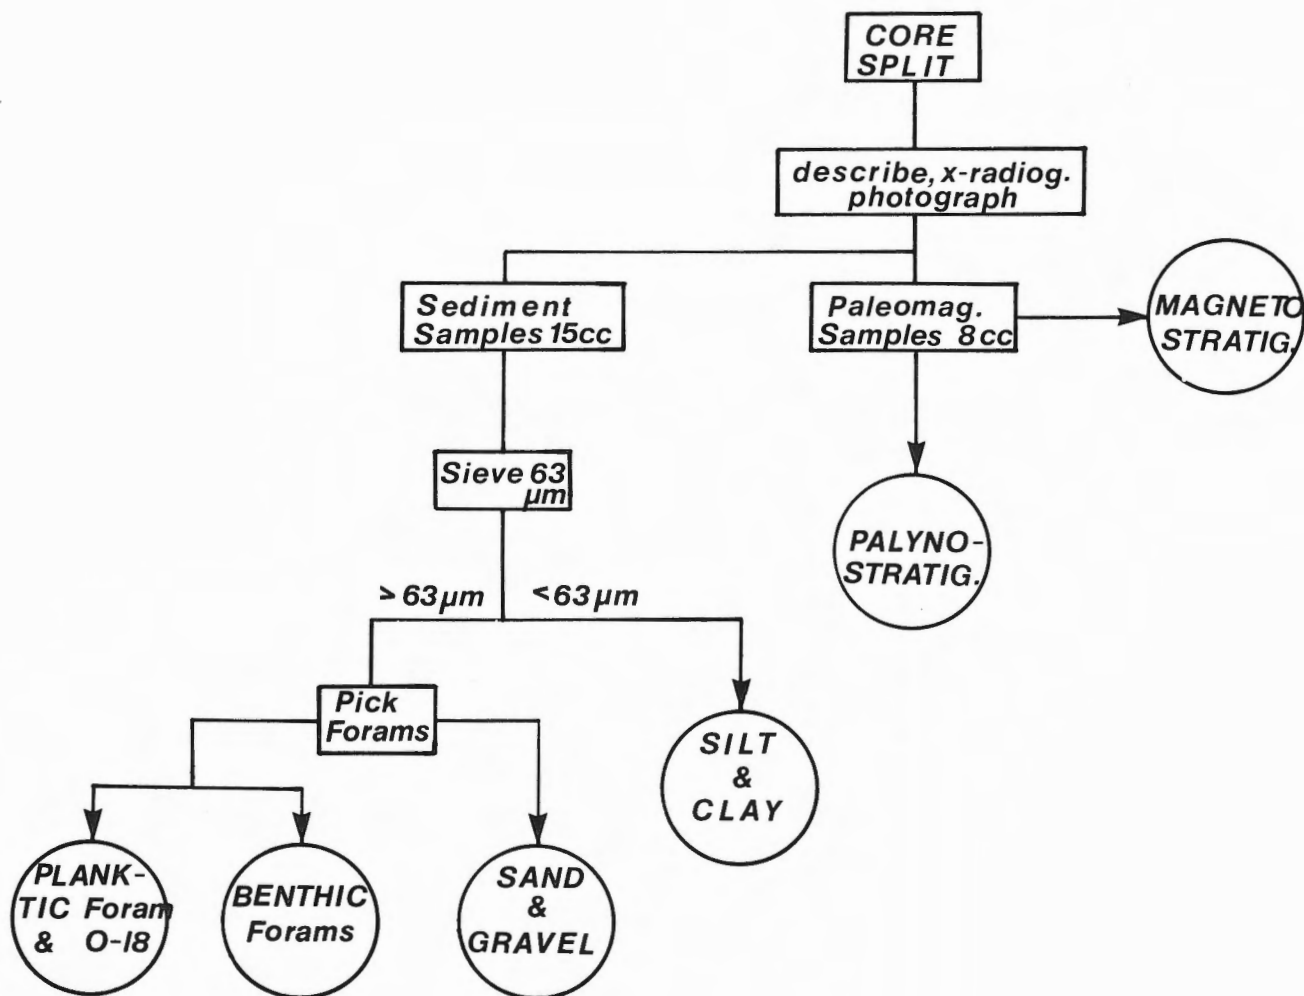 CORE
SPLIT
describe, x-radiog.
photograph
Sediment
Samples 15cc
Paleomag.
Samples 8cc
MAGNETO
STRATIG.
Sieve 63
µm
PALYNO-
STRATIG.
> 63µm
<63µm
Pick
Forams
SILT
&
CLAY
PLANK-
TIC Foram
& O-18
BENTHIC
Forams
SAND
&
GRAVEL